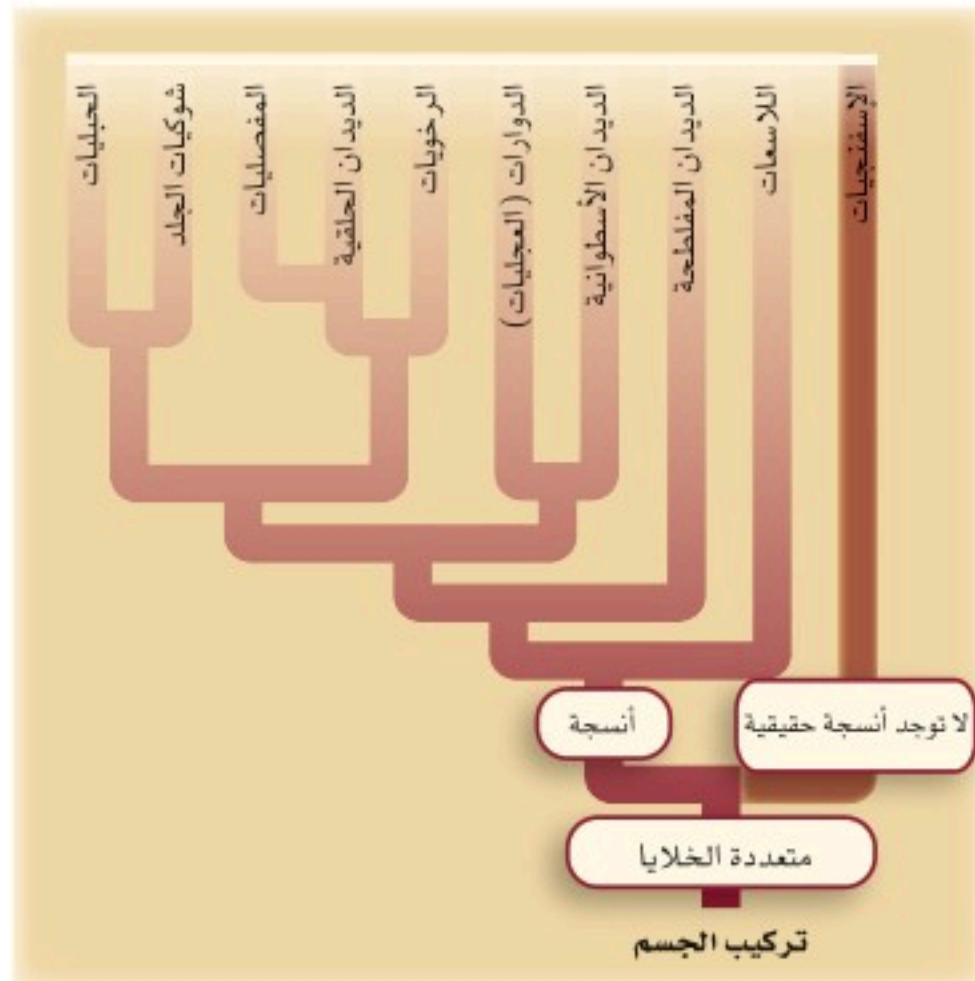 الإسفنجيات
اللاسعات
الديدان المفلطحة
الديدان الأسطوانية
الدوارات (العجليات)
الرخويات
الديدان الحلقية
المفصليات
شوكيات الجلد
الحبليات
لا توجد أنسجة حقيقية
أنسجة
متعددة الخلايا
تركيب الجسم